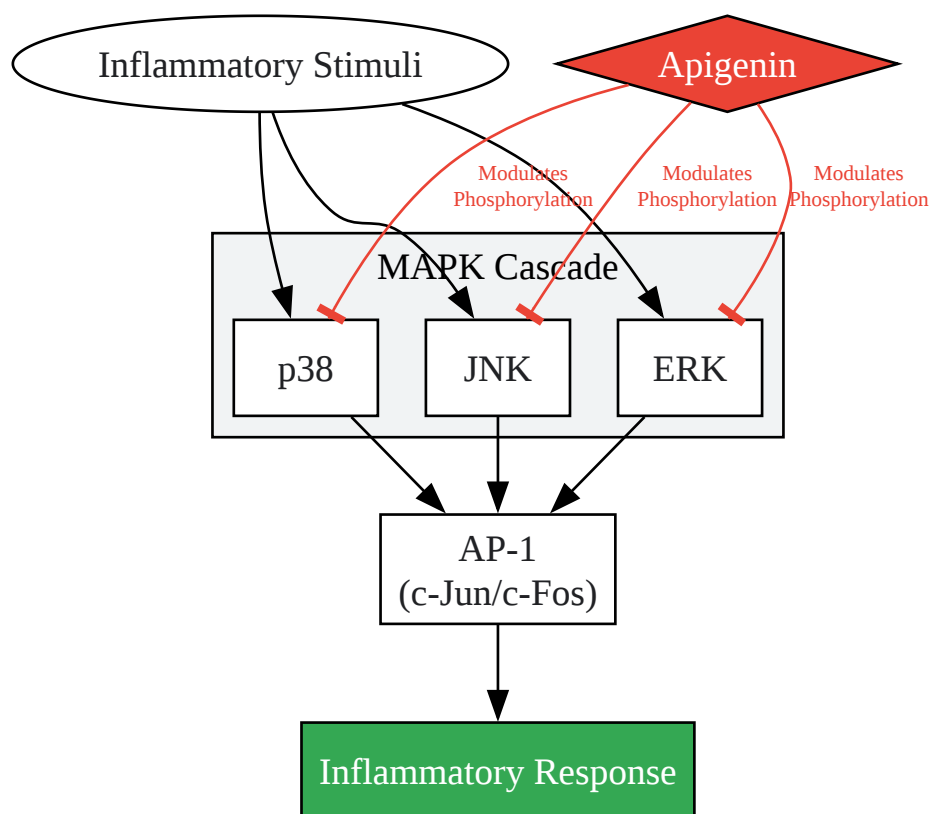 Inflammatory Stimuli
Apigenin
Modulates
Phosphorylation
Modulates
Phosphorylation
Modulates
Phosphorylation
MAPK Cascade
p38
JNK
ERK
AP-1
(c-Jun/c-Fos)
Inflammatory Response